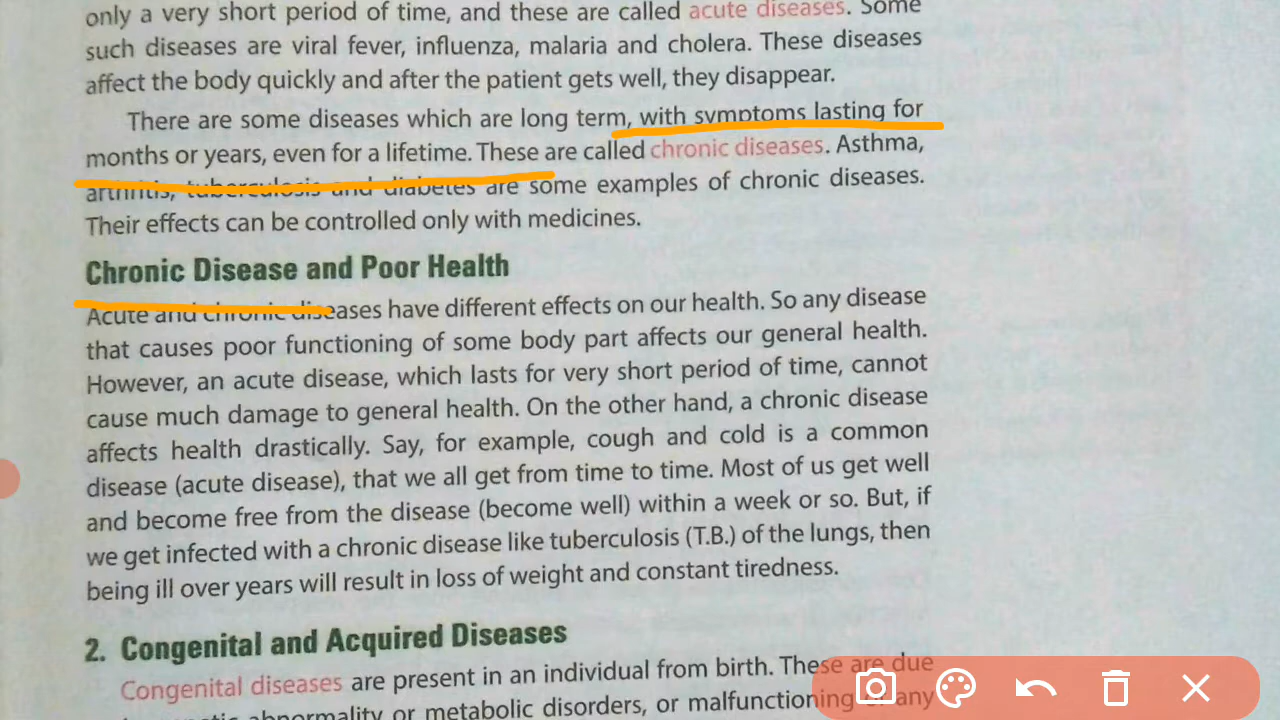 only a very short period of time, and these are called acute diseases. Some
such diseases are viral fever, influenza, malaria and cholera. These diseases
affect the body quickly and after the patient gets well, they disappear.
There are some diseases which are long term, with symptoms lasting for
months or years, even for a lifetime. These are called chronic diseases. Asthma,
arthritis, tuberculosis and diabetes are some examples of chronic diseases.
Their effects can be controlled only with medicines.
Chronic Disease and Poor Health
Acute and chronic diseases have different effects on our health. So any disease
that causes poor functioning of some body part affects our general health.
However, an acute disease, which lasts for very short period of time, cannot
cause much damage to general health. On the other hand, a chronic disease
affects health drastically. Say, for example, cough and cold is a common
disease (acute disease), that we all get from time to time. Most of us get well
and become free from the disease (become well) within a week or so. But, if
we get infected with a chronic disease like tuberculosis (T.B.) of the lungs, then
being ill over years will result in loss of weight and constant tiredness.
2. Congenital and Acquired Diseases
Congenital diseases are present in an individual from birth. These are due
abnormality or metabolic disorders, or malfunctioning of any